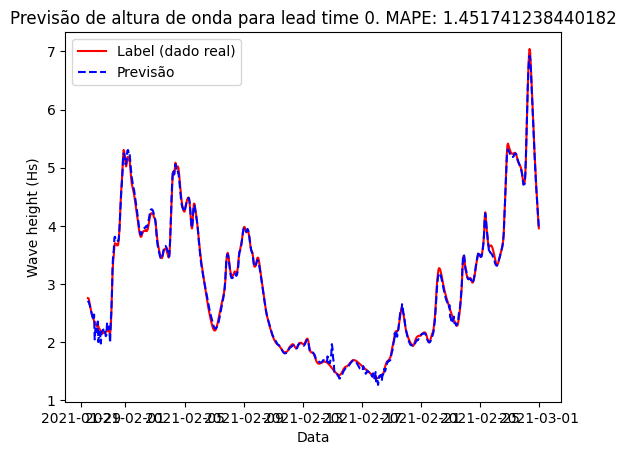 Previsão de altura de onda para lead time 0. MAPE: 1.451741238440182
Label (dado real)
Previsão
7
6
5
4
3
2
1
Wave height (Hs)
2021-01-29 2021-02-01 2021-02-05 2021-02-09 2021-02-13 2021-02-17 2021-02-21 2021-02-25 2021-03-01
Data